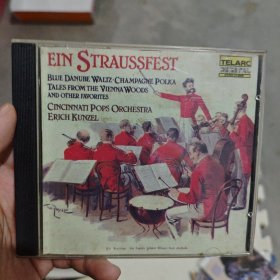 EIN STRAUSSFEST
TELARC
BLUE DANUBE WALTZ·CHAMPAGNE POLKA
TALES FROM THE VIENNA WOODS
AND OTHER FAVORITES
CINCINNATI POPS ORCHESTRA
ERICH KUNZEL